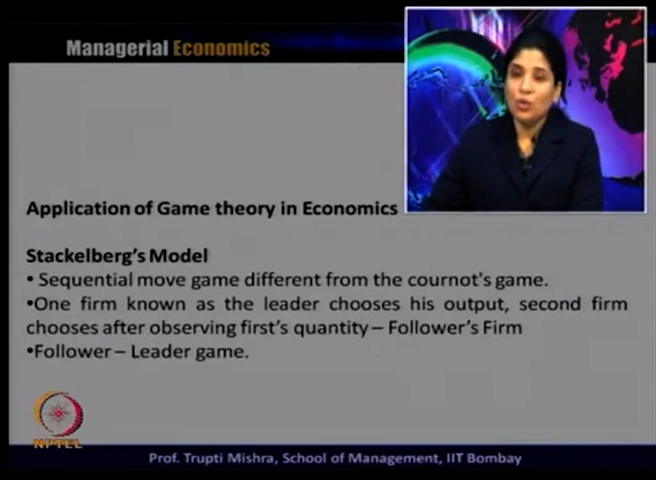 Managerial Economics
Application of Game theory in Economics
Stackelberg's Model
• Sequential move game different from the cournot's game.
•One firm known as the leader chooses his output, second firm
chooses after observing first's quantity – Follower's Firm
•Follower – Leader game.
NPTEL
Prof. Trupti Mishra, School of Management, IIT Bombay